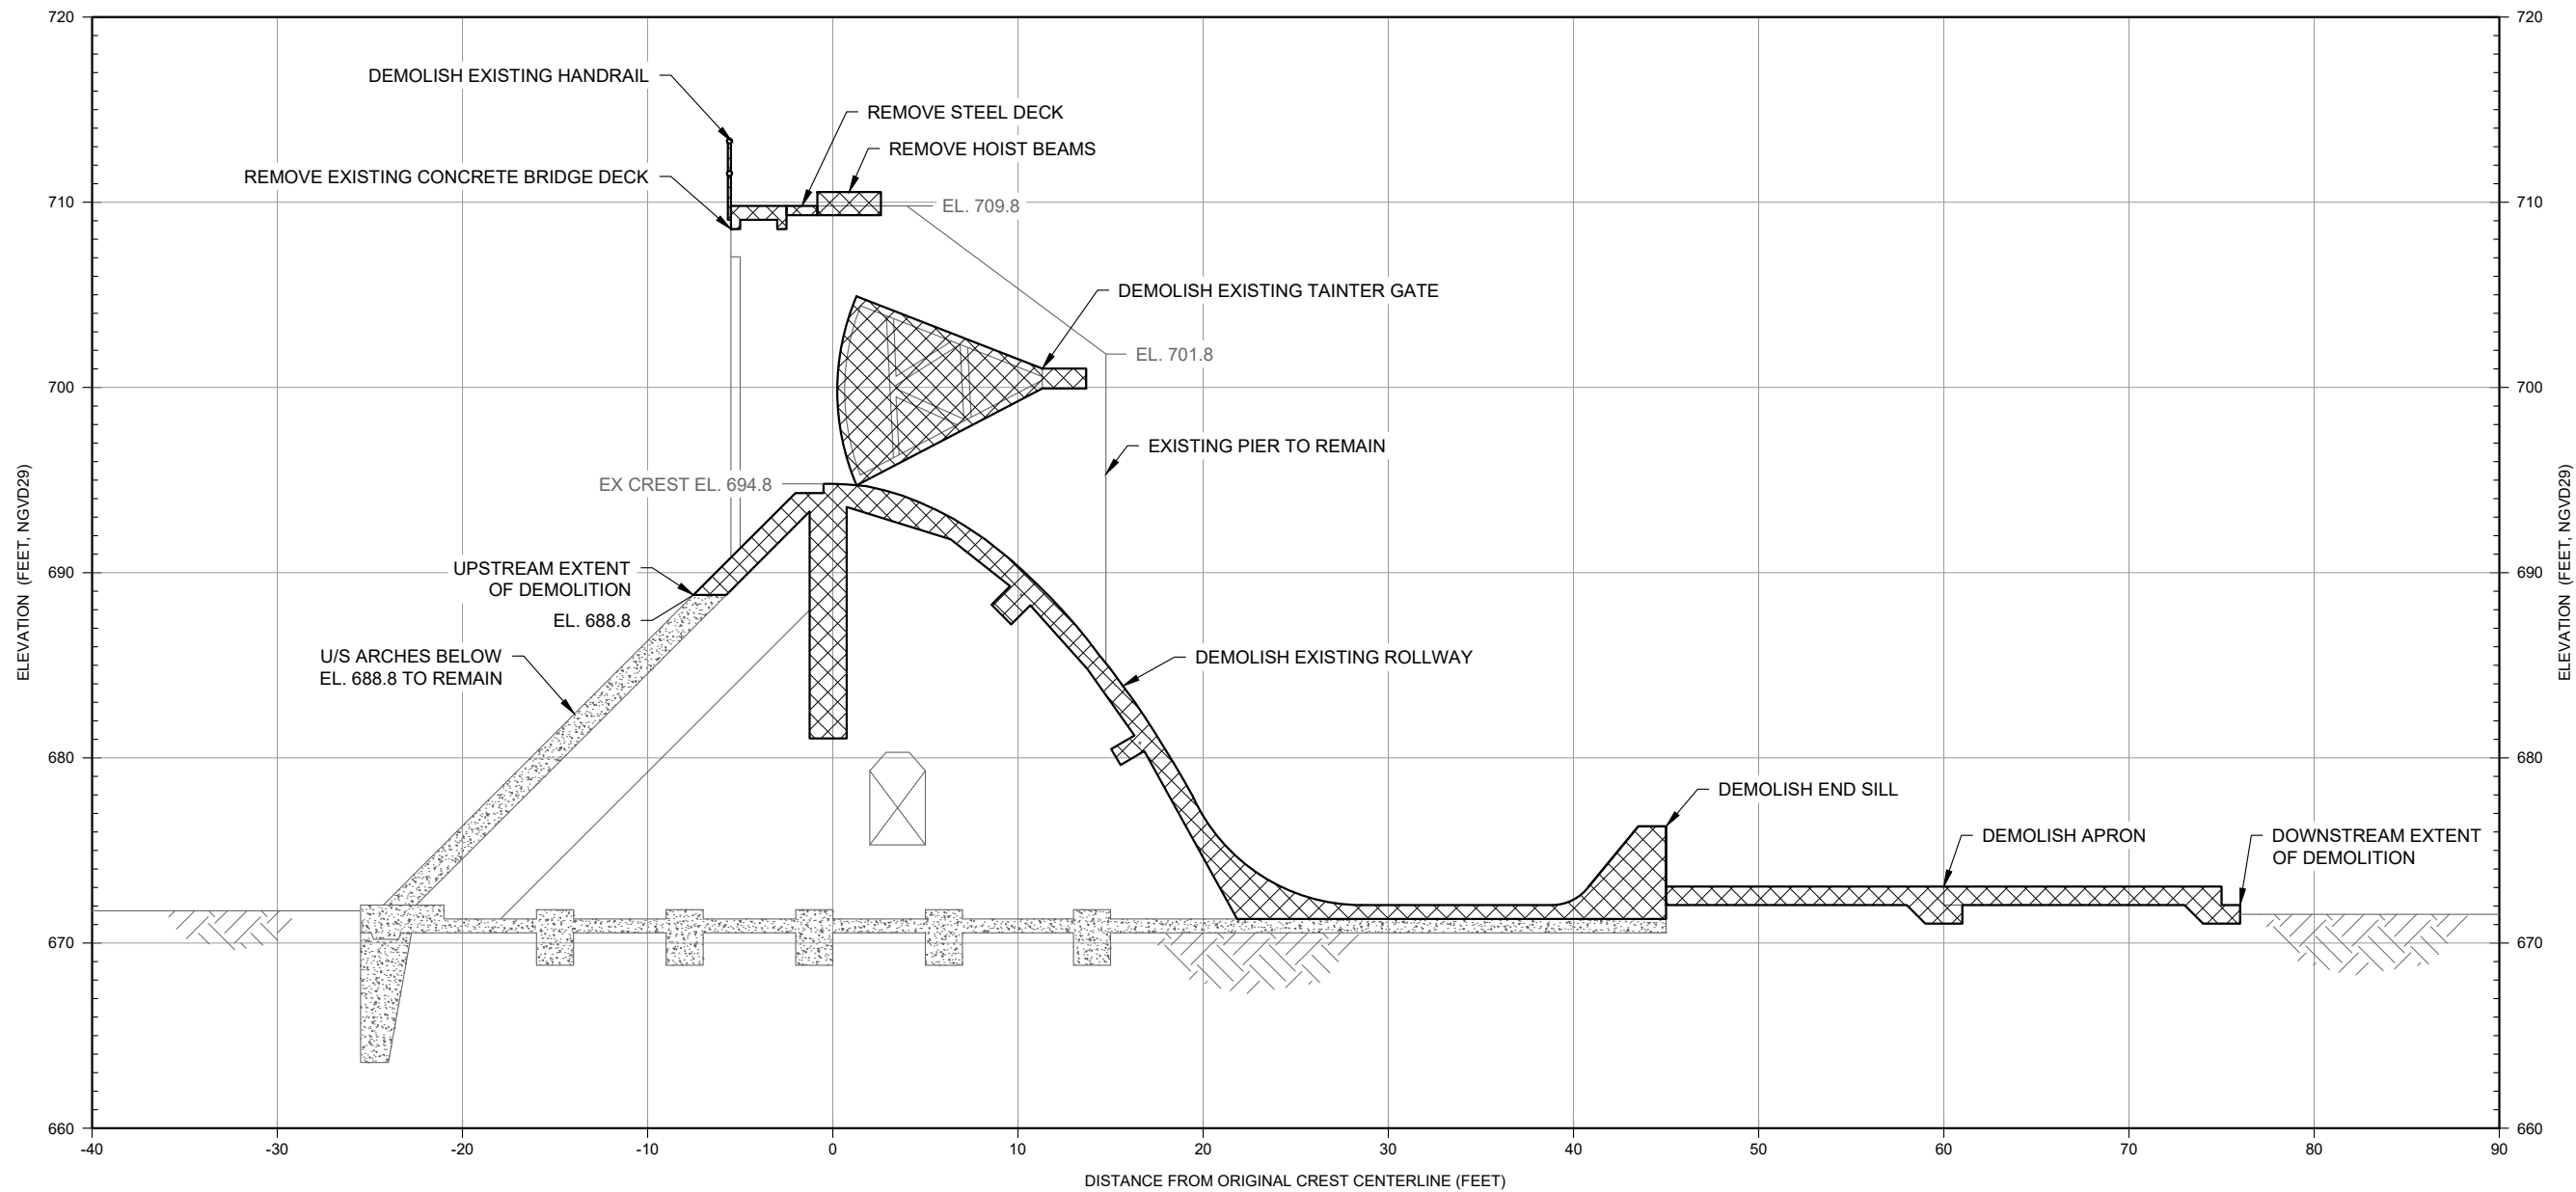 720
720
DEMOLISH EXISTING HANDRAIL
REMOVE STEEL DECK
REMOVE HOIST BEAMS
REMOVE EXISTING CONCRETE BRIDGE DECK
710
EL. 709.8
710
DEMOLISH EXISTING TAINTER GATE
EL. 701.8
700
700
EXISTING PIER TO REMAIN
EX CREST EL. 694.8
ELEVATION (FEET, NGVD29)
ELEVATION (FEET, NGVD29)
690
UPSTREAM EXTENT
OF DEMOLITION
690
EL. 688.8
U/S ARCHES BELOW
EL. 688.8 TO REMAIN
DEMOLISH EXISTING ROLLWAY
680
680
DEMOLISH END SILL
DEMOLISH APRON
DOWNSTREAM EXTENT
OF DEMOLITION
670
670
660
660
-40
-30
-20
-10
0
10
20
30
40
50
60
70
80
90
DISTANCE FROM ORIGINAL CREST CENTERLINE (FEET)